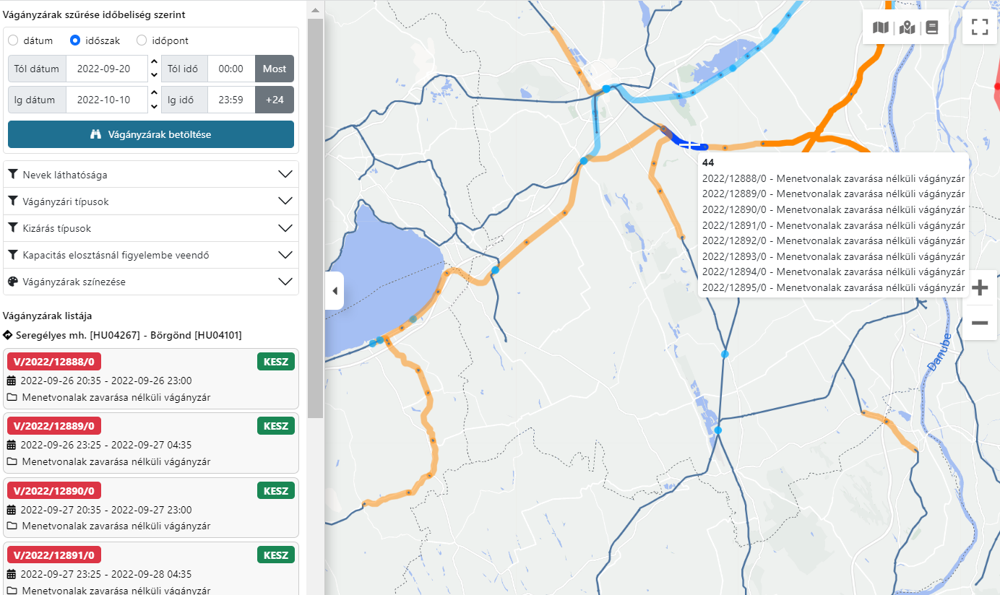 Vágányzárak szűrése időbeliség szerint
dátum időszak időpont
Tól dátum 2022-09-20 Tól idő 00:00 Most
Ig dátum 2022-10-10 Ig idő 23:59 +24
Vágányzárak betöltése
Nevek láthatósága
Vágányzári típusok
Kizárás típusok
Kapacitás elosztásnál figyelembe veendő
Vágányzárak színezése
Vágányzárak listája
Seregélyes mh. [HU04267] - Börgönd [HU04101]
V/2022/12888/0 KESZ
2022-09-26 20:35 - 2022-09-26 23:00
Menetvonalak zavarása nélküli vágányzár
V/2022/12889/0 KESZ
2022-09-26 23:25 - 2022-09-27 04:35
Menetvonalak zavarása nélküli vágányzár
V/2022/12890/0 KESZ
2022-09-27 20:35 - 2022-09-27 23:00
Menetvonalak zavarása nélküli vágányzár
V/2022/12891/0 KESZ
2022-09-27 23:25 - 2022-09-28 04:35
Menetvonalak zavarása nélküli vágányzár
44
2022/12888/0 - Menetvonalak zavarása nélküli vágányzár
2022/12889/0 - Menetvonalak zavarása nélküli vágányzár
2022/12890/0 - Menetvonalak zavarása nélküli vágányzár
2022/12891/0 - Menetvonalak zavarása nélküli vágányzár
2022/12892/0 - Menetvonalak zavarása nélküli vágányzár
2022/12893/0 - Menetvonalak zavarása nélküli vágányzár
2022/12894/0 - Menetvonalak zavarása nélküli vágányzár
2022/12895/0 - Menetvonalak zavarása nélküli vágányzár
Danube